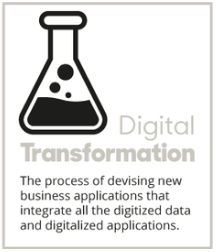 Digital
Transformation
The process of devising new
business applications that
integrate all the digitized data
and digitalized applications.